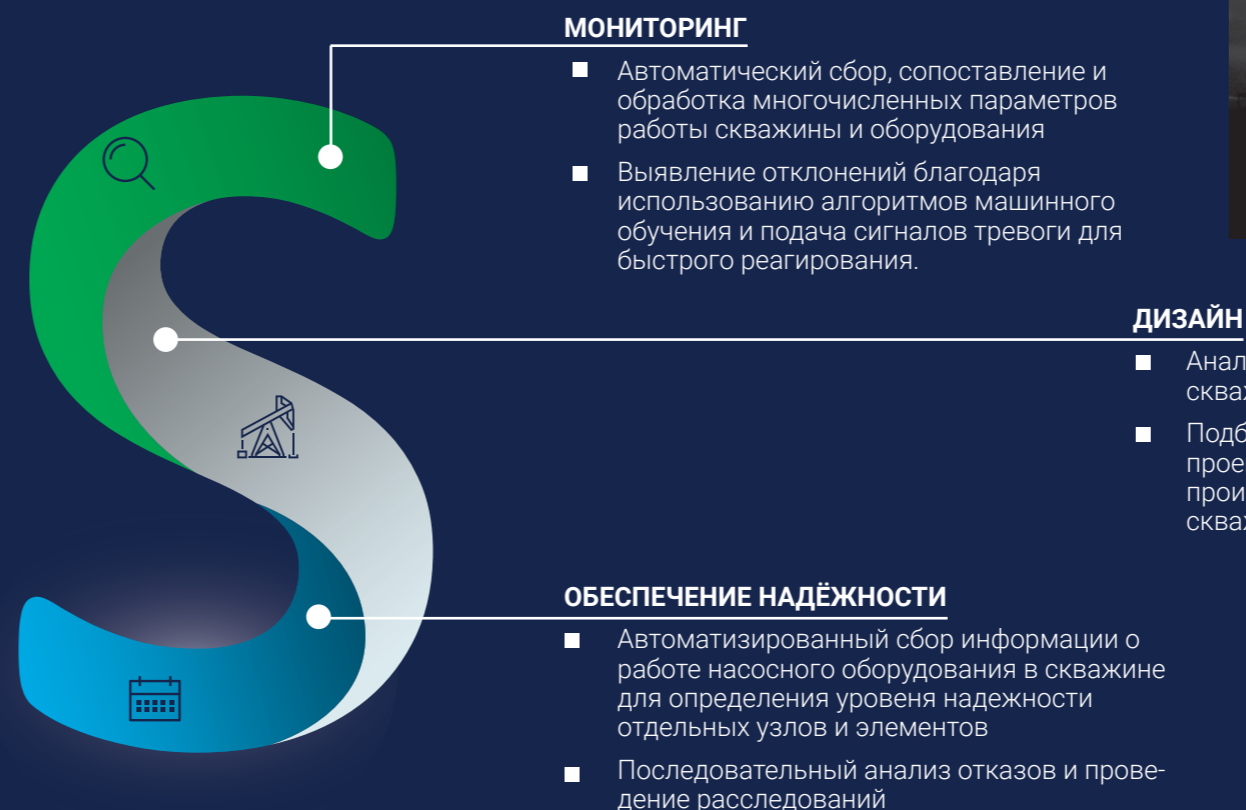 МОНИТОРИНГ
■ Автоматический сбор, сопоставление и
обработка многочисленных параметров
работы скважины и оборудования
■ Выявление отклонений благодаря
использованию алгоритмов машинного
обучения и подача сигналов тревоги для
быстрого реагирования.
ДИЗАЙН
■
■
ОБЕСПЕЧЕНИЕ НАДЁЖНОСТИ
■ Автоматизированный сбор информации о
работе насосного оборудования в скважине
для определения уровеня надежности
отдельных узлов и элементов
■ Последовательный анализ отказов и прове-
дение расследований